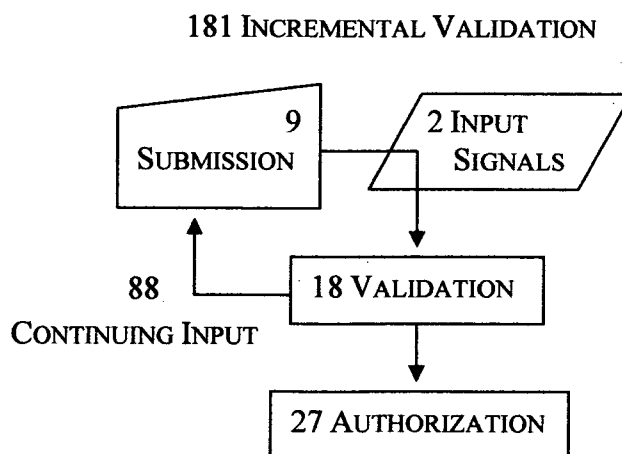 181 INCREMENTAL VALIDATION
9
SUBMISSION
2 INPUT
SIGNALS
18 VALIDATION
88
CONTINUING INPUT
27 AUTHORIZATION